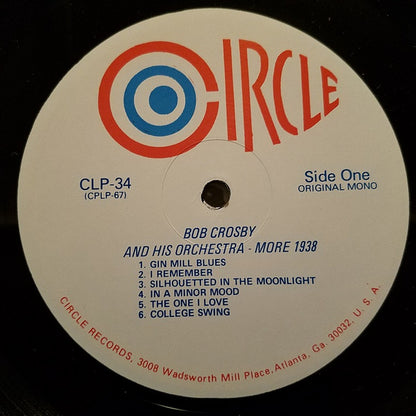 CIRCLE
CLP-34
(CPLP-67)
Side One
ORIGINAL MONO
BOB CROSBY
AND HIS ORCHESTRA - MORE 1938
1. GIN MILL BLUES
2. I REMEMBER
3. SILHOUETTED IN THE MOONLIGHT
4. IN A MINOR MOOD
5. THE ONE I LOVE
6. COLLEGE SWING
CIRCLE RECORDS, 3008 Wadsworth Mill Place, Atlanta, Ga. 30032, U. S. A.